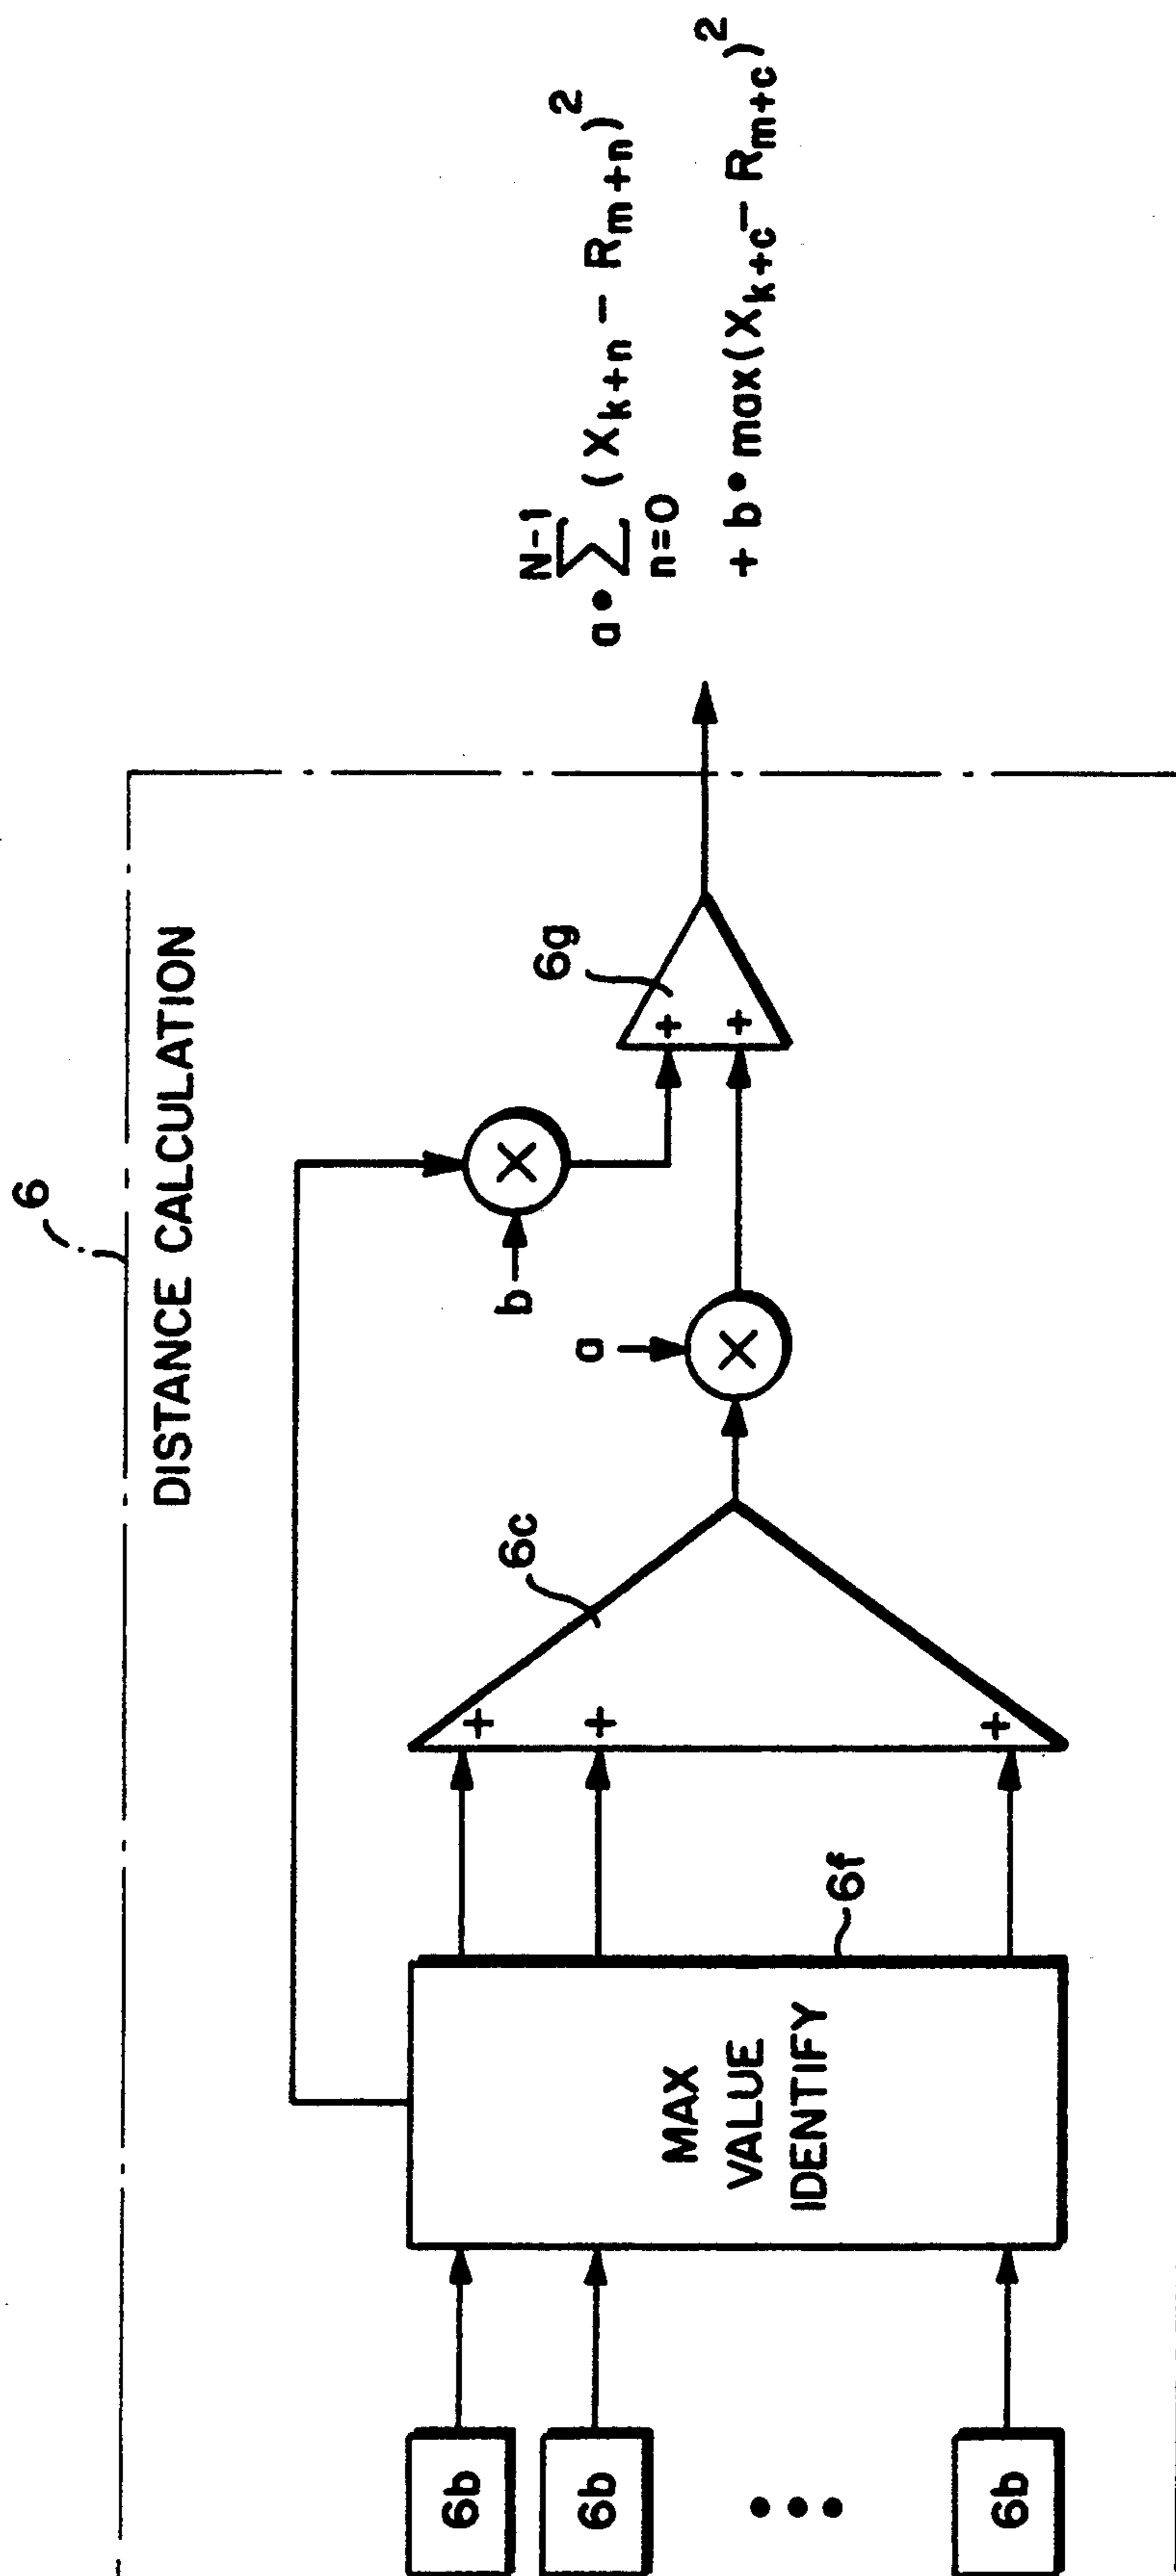 6
DISTANCE CALCULATION
6b
6b
6b
MAX
VALUE
IDENTIFY
6f
+
+
+
6c
a
×
b
×
+
+
6g
N-1
a • ∑ (X_{k+n} - R_{m+n})^2
n=0
+ b • max(X_{k+c} - R_{m+c})^2